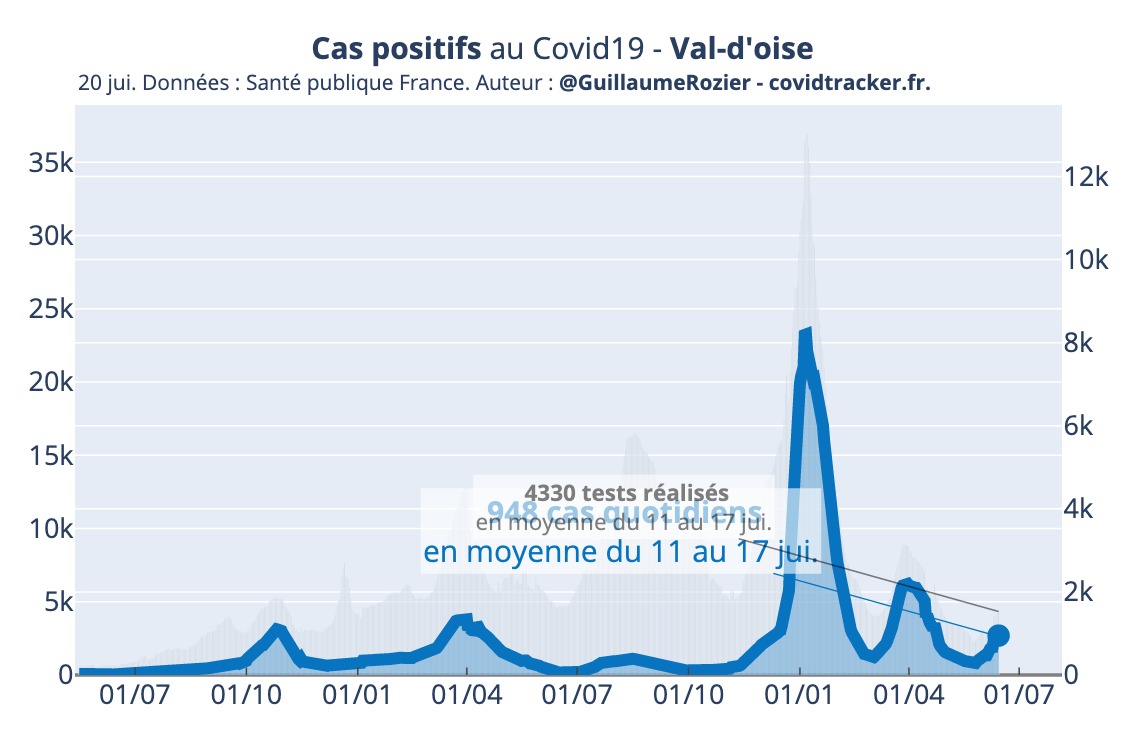 Cas positifs au Covid19 - Val-d'oise
20 jui. Données : Santé publique France. Auteur : @GuillaumeRozier - covidtracker.fr.
35k
30k
25k
20k
15k
10k
5k
0
12k
10k
8k
6k
4k
2k
0
4330 tests réalisés
948 cas quotidiens
en moyenne du 11 au 17 jui.
en moyenne du 11 au 17 jui.
01/07
01/10
01/01
01/04
01/07
01/10
01/01
01/04
01/07